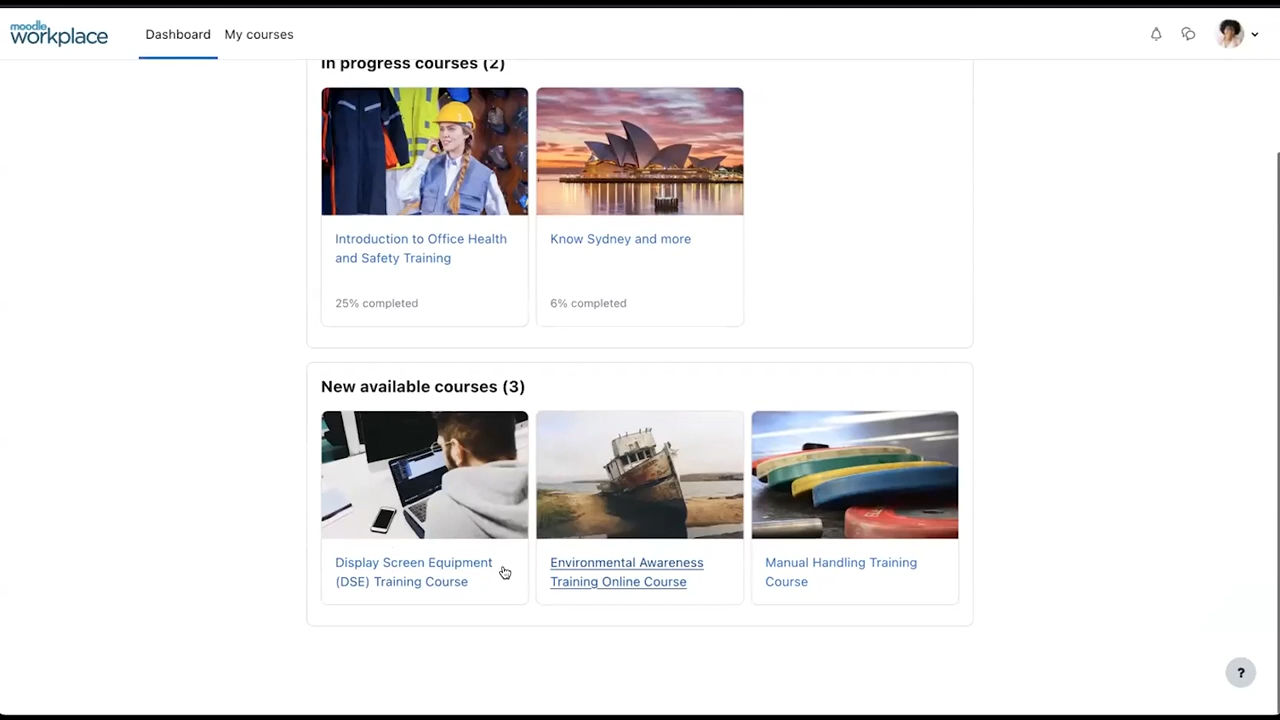 moodle
workplace
Dashboard
My courses
In progress courses (2)
Introduction to Office Health
and Safety Training
25% completed
Know Sydney and more
6% completed
New available courses (3)
Display Screen Equipment
(DSE) Training Course
Environmental Awareness
Training Online Course
Manual Handling Training
Course
?